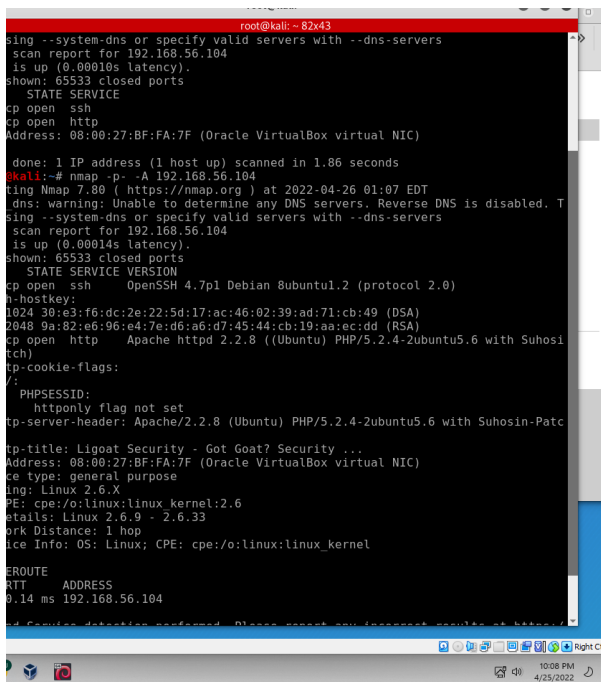 root@kali: ~ 82x43
sing --system-dns or specify valid servers with --dns-servers
scan report for 192.168.56.104
is up (0.00010s latency).
shown: 65533 closed ports
STATE SERVICE
cp open ssh
cp open http
Address: 08:00:27:BF:FA:7F (Oracle VirtualBox virtual NIC)
done: 1 IP address (1 host up) scanned in 1.86 seconds
@kali:~# nmap -p- -A 192.168.56.104
ting Nmap 7.80 ( https://nmap.org ) at 2022-04-26 01:07 EDT
_dns: warning: Unable to determine any DNS servers. Reverse DNS is disabled. T
sing --system-dns or specify valid servers with --dns-servers
scan report for 192.168.56.104
is up (0.00014s latency).
shown: 65533 closed ports
STATE SERVICE VERSION
cp open ssh OpenSSH 4.7p1 Debian 8ubuntu1.2 (protocol 2.0)
h-hostkey:
1024 30:e3:f6:dc:2e:22:5d:17:ac:46:02:39:ad:71:cb:49 (DSA)
2048 9a:82:e6:96:e4:7e:d6:a6:d7:45:44:cb:19:aa:ec:dd (RSA)
cp open http Apache httpd 2.2.8 ((Ubuntu) PHP/5.2.4-2ubuntu5.6 with Suhosi
tch)
tp-cookie-flags:
/:
PHPSESSID:
httponly flag not set
tp-server-header: Apache/2.2.8 (Ubuntu) PHP/5.2.4-2ubuntu5.6 with Suhosin-Patc
tp-title: Ligoat Security - Got Goat? Security ...
Address: 08:00:27:BF:FA:7F (Oracle VirtualBox virtual NIC)
ce type: general purpose
ing: Linux 2.6.X
PE: cpe:/o:linux:linux_kernel:2.6
etails: Linux 2.6.9 - 2.6.33
ork Distance: 1 hop
ice Info: OS: Linux; CPE: cpe:/o:linux:linux_kernel
EROUTE
RTT ADDRESS
0.14 ms 192.168.56.104
nd Service detection performed. Please report any incorrect results at https:/
Right C
10:08 PM
4/25/2022